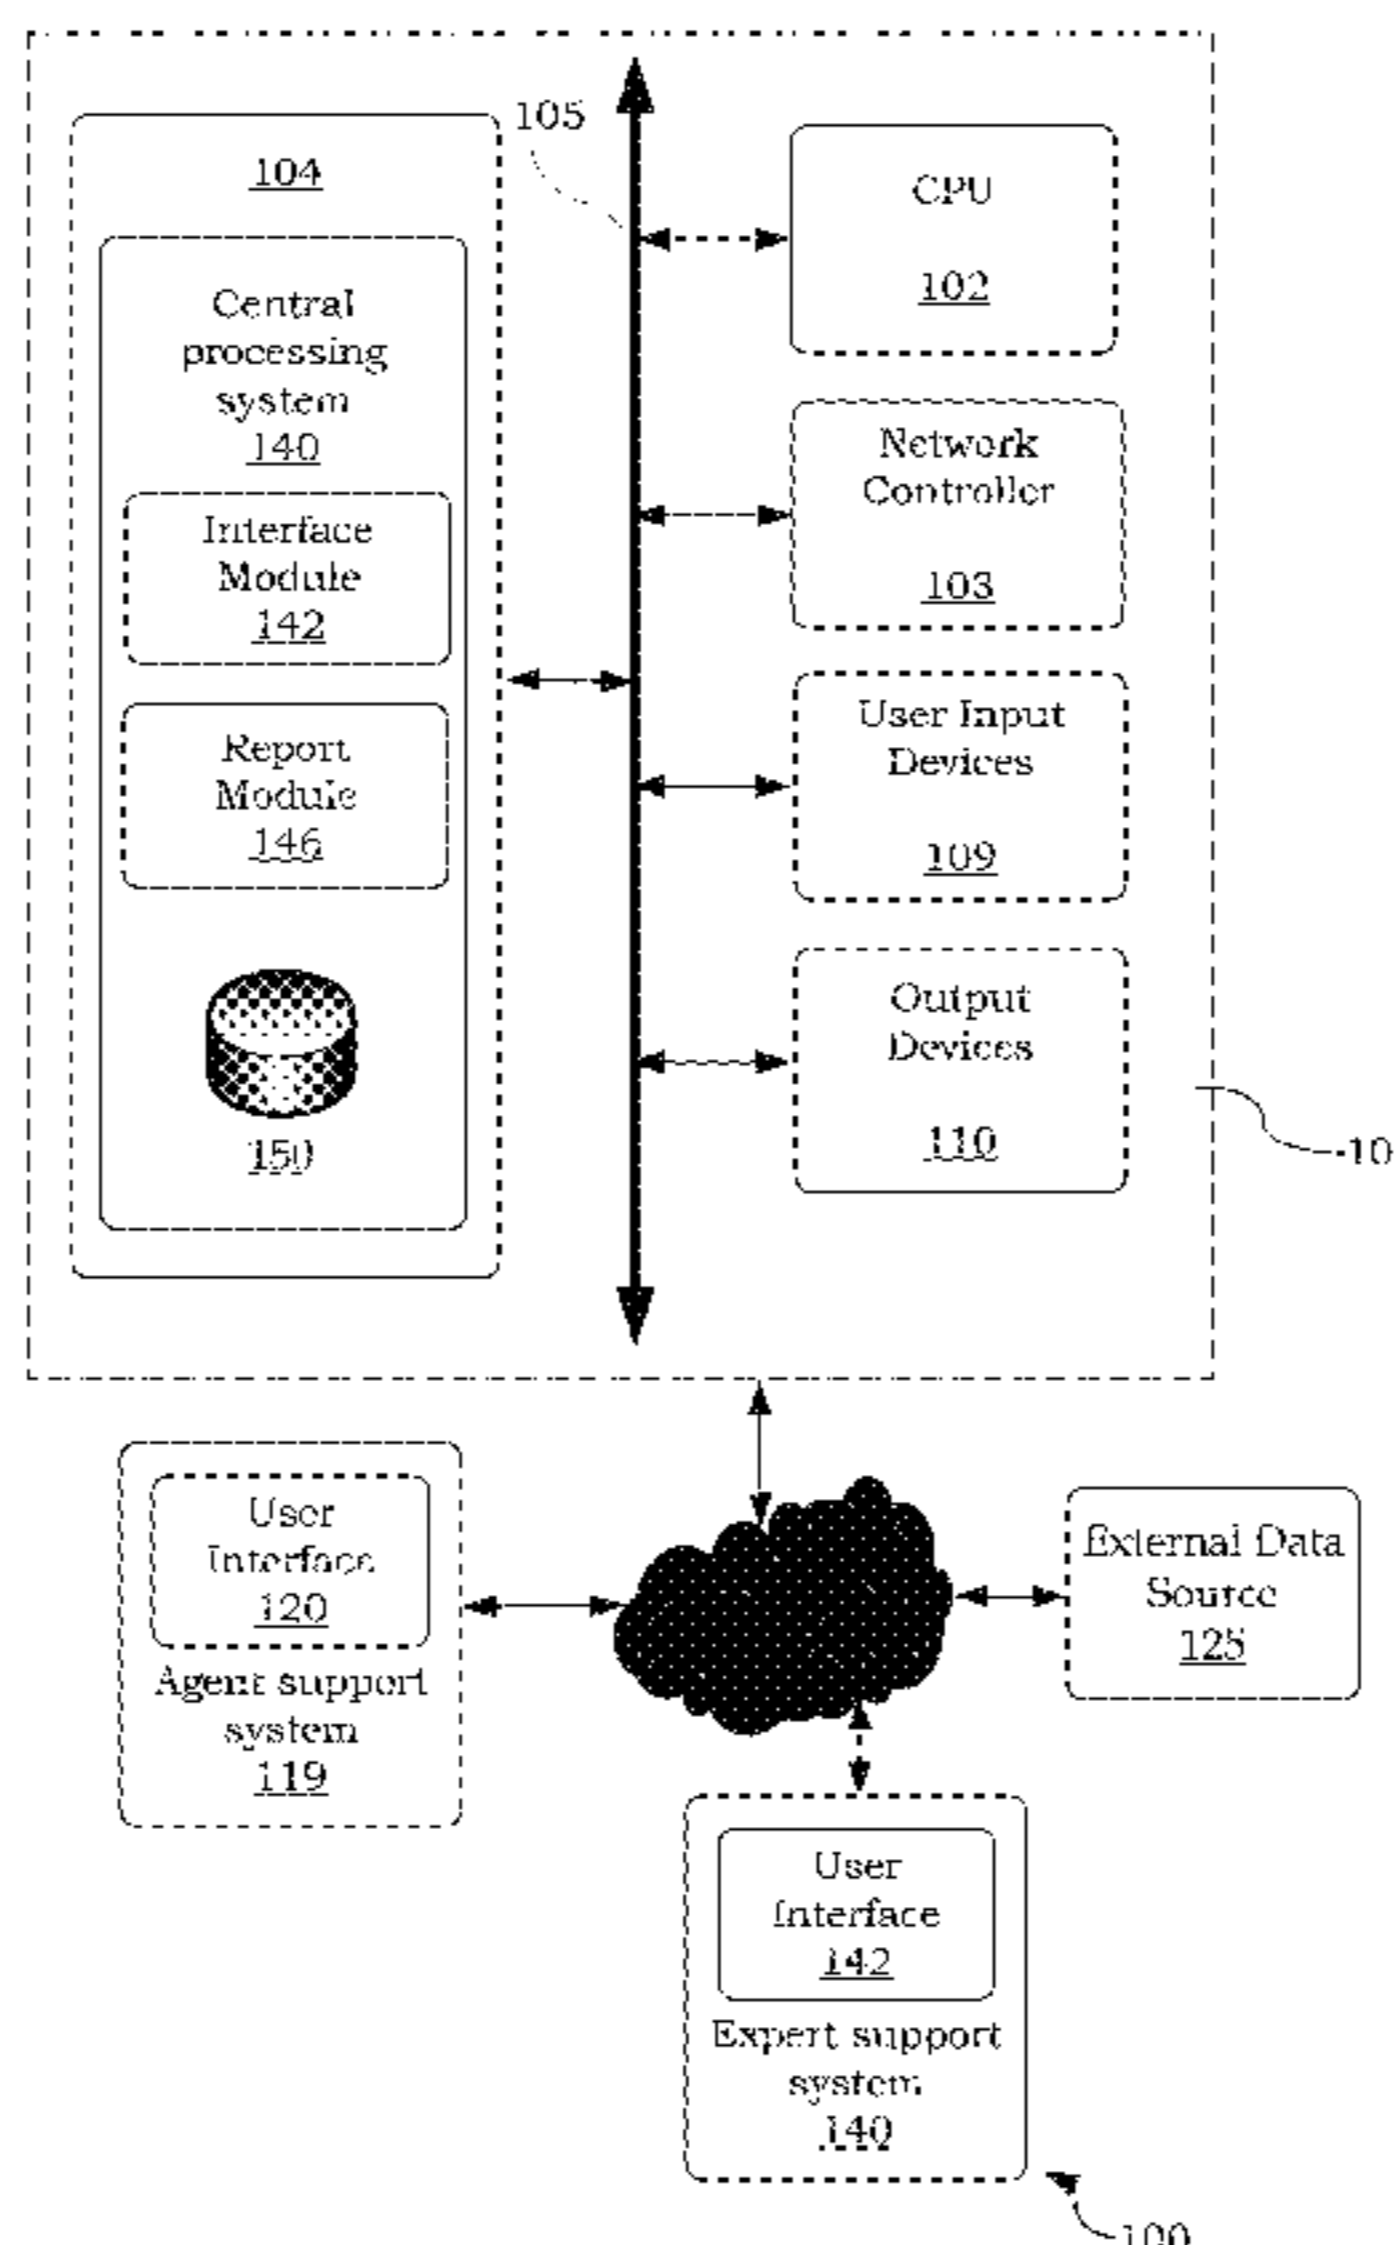 105
104
Central
processing
system
140
Interface
Module
142
Report
Module
146
150
CPU
102
Network
Controller
103
User Input
Devices
109
Output
Devices
110
10
User
Interface
120
Agent support
system
119
External Data
Source
125
User
Interface
142
Expert support
system
140
100